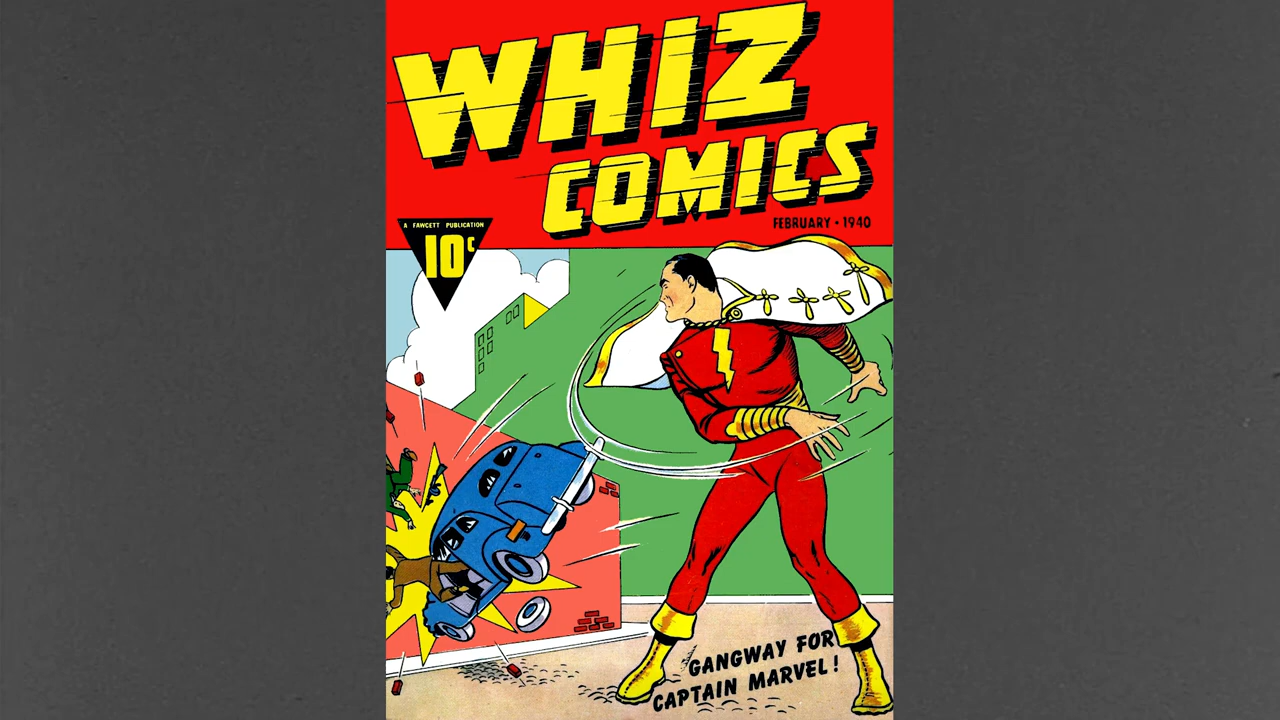 WHIZ
COMICS
FEBRUARY • 1940
A FAWCETT PUBLICATION
10¢
GANGWAY FOR
CAPTAIN MARVEL!